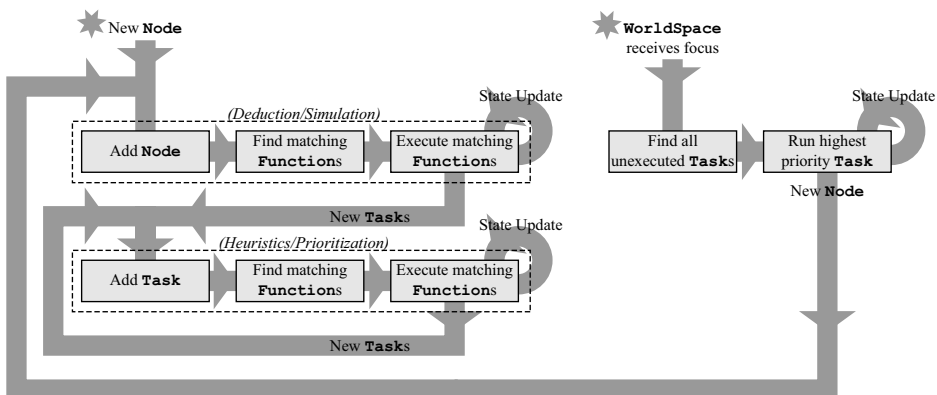 New Node
WorldSpace
receives focus
(Deduction/Simulation)
State Update
State Update
Add Node
Find matching
Functions
Execute matching
Functions
Find all
unexecuted Tasks
Run highest
priority Task
New Node
New Tasks
(Heuristics/Prioritization)
State Update
Add Task
Find matching
Functions
Execute matching
Functions
New Tasks